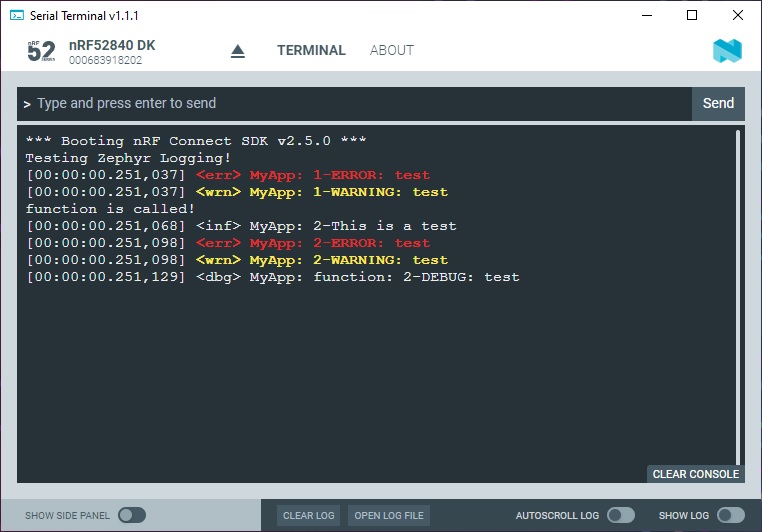 Serial Terminal v1.1.1
nRF
52
SERIES
nRF52840 DK
000683918202
TERMINAL
ABOUT
> Type and press enter to send
Send
*** Booting nRF Connect SDK v2.5.0 ***
Testing Zephyr Logging!
[00:00:00.251,037] <err> MyApp: 1-ERROR: test
[00:00:00.251,037] <wrn> MyApp: 1-WARNING: test
function is called!
[00:00:00.251,068] <inf> MyApp: 2-This is a test
[00:00:00.251,098] <err> MyApp: 2-ERROR: test
[00:00:00.251,098] <wrn> MyApp: 2-WARNING: test
[00:00:00.251,129] <dbg> MyApp: function: 2-DEBUG: test
CLEAR CONSOLE
SHOW SIDE PANEL
CLEAR LOG
OPEN LOG FILE
AUTOSCROLL LOG
SHOW LOG